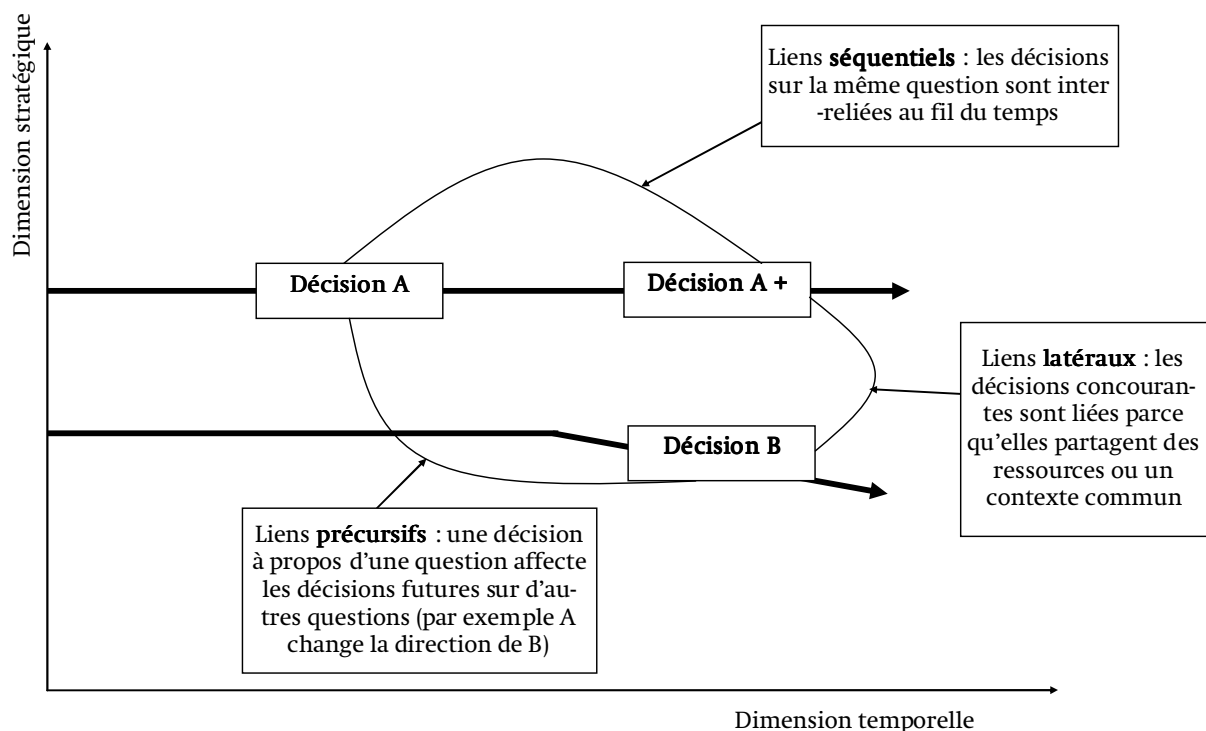 Dimension stratégique
Liens séquentiels : les décisions
sur la même question sont inter
-reliées au fil du temps
Décision A
Décision A +
Liens latéraux : les
décisions concouran-
tes sont liées parce
qu'elles partagent des
ressources ou un
contexte commun
Décision B
Liens précursifs : une décision
à propos d'une question affecte
les décisions futures sur d'au-
tres questions (par exemple A
change la direction de B)
Dimension temporelle